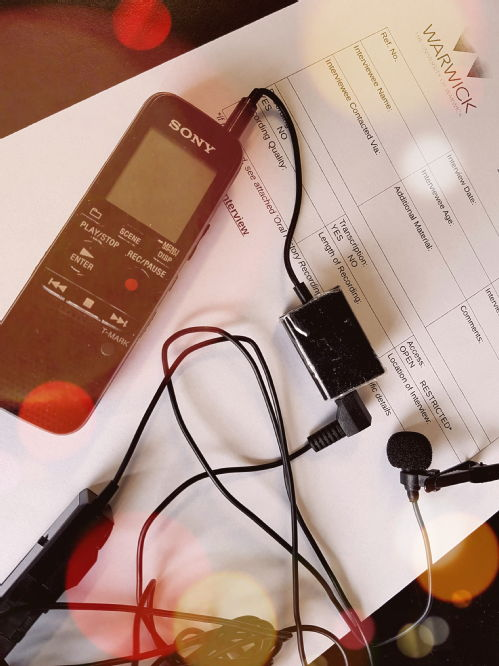 SONY
SCENE
MENU
DISP
PLAY/STOP
REC/PAUSE
ENTER
T-MARK
WARWICK
Ref. No.
Interviewee Name
Interviewee Contacted Via:
Interview Date:
Interviewee Age:
Additional Material:
YES NO
Quality:
see attached Oral
Recording
Interview
Transcription:
YES NO
Length of Recording:
Comments:
Access:
OPEN RESTRICTED*
Location of Interview:
details